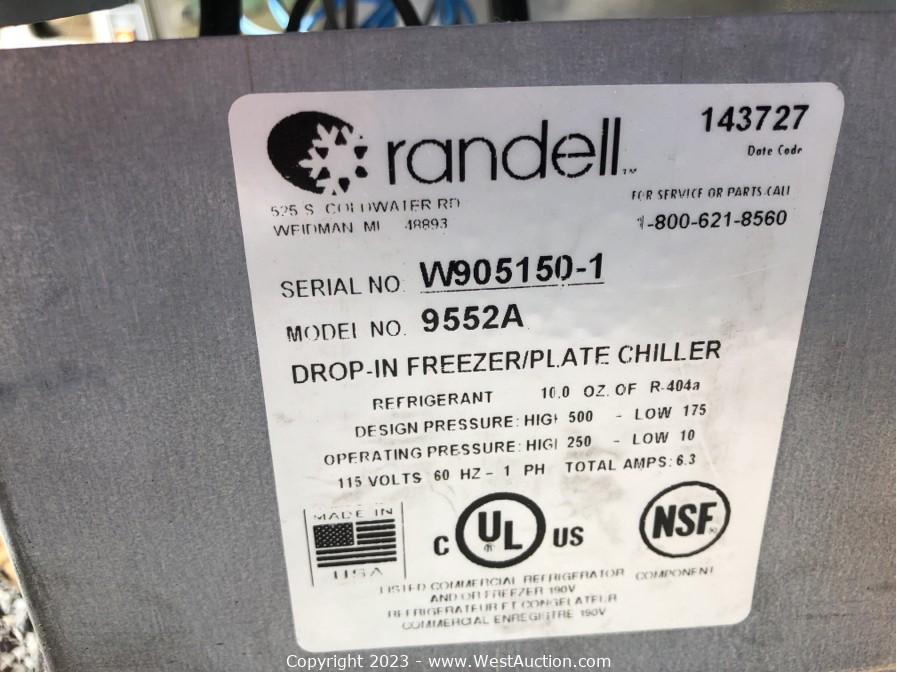 randell™
143727
Date Code
525 S. COLDWATER RD
WEIDMAN MI 48893
FOR SERVICE OR PARTS CALL
1-800-621-8560
SERIAL NO: W905150-1
MODEL NO. 9552A
DROP-IN FREEZER/PLATE CHILLER
REFRIGERANT 10.0 OZ. OF R-404a
DESIGN PRESSURE: HIGH 500 - LOW 175
OPERATING PRESSURE: HIGH 250 - LOW 10
115 VOLTS 60 HZ - 1 PH TOTAL AMPS: 6.3
MADE IN
USA
C UL US
®
NSF®
LISTED COMMERCIAL REFRIGERATOR COMPONENT
AND OR FREEZER 190V
REFRIGERATEUR ET CONGELATEUR
COMMERCIAL ENREGISTRE 190V
Copyright 2023 - www.WestAuction.com